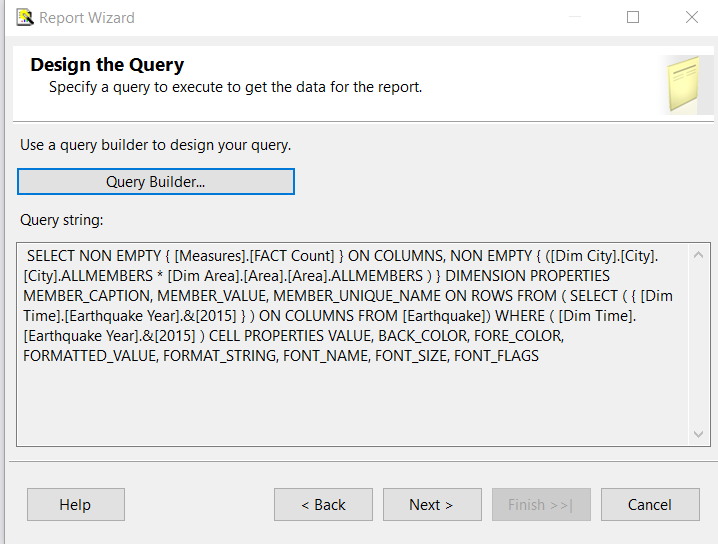 Report Wizard
Design the Query
Specify a query to execute to get the data for the report.
Use a query builder to design your query.
Query Builder...
Query string:
SELECT NON EMPTY { [Measures].[FACT Count] } ON COLUMNS, NON EMPTY { ([Dim City].[City].
[City].ALLMEMBERS * [Dim Area].[Area].[Area].ALLMEMBERS ) } DIMENSION PROPERTIES
MEMBER_CAPTION, MEMBER_VALUE, MEMBER_UNIQUE_NAME ON ROWS FROM ( SELECT ( { [Dim
Time].[Earthquake Year].&[2015] } ) ON COLUMNS FROM [Earthquake]) WHERE ( [Dim Time].
[Earthquake Year].&[2015] ) CELL PROPERTIES VALUE, BACK_COLOR, FORE_COLOR,
FORMATTED_VALUE, FORMAT_STRING, FONT_NAME, FONT_SIZE, FONT_FLAGS
Help
< Back
Next >
Finish >>|
Cancel